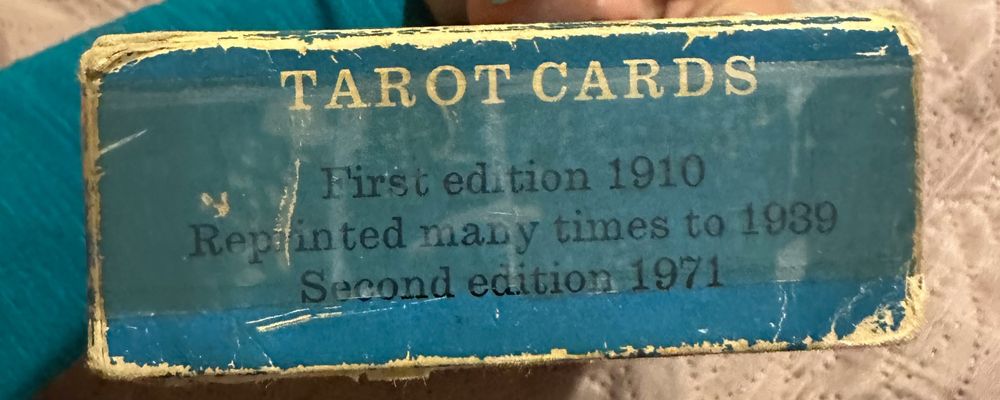 TAROT CARDS
First edition 1910
Reprinted many times to 1939
Second edition 1971